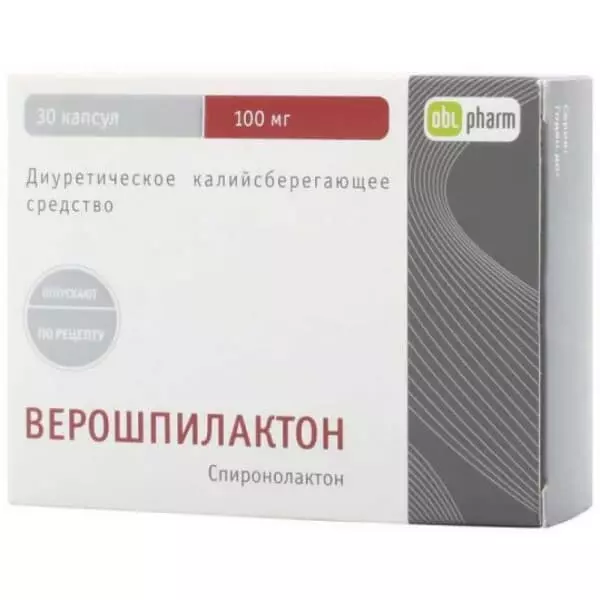 30 капсул
100 мг
obl pharm
Диуретическое калийсберегающее
средство
ОТПУСКАЮТ
ПО РЕЦЕПТУ
ВЕРОШПИЛАКТОН
Спиронолактон